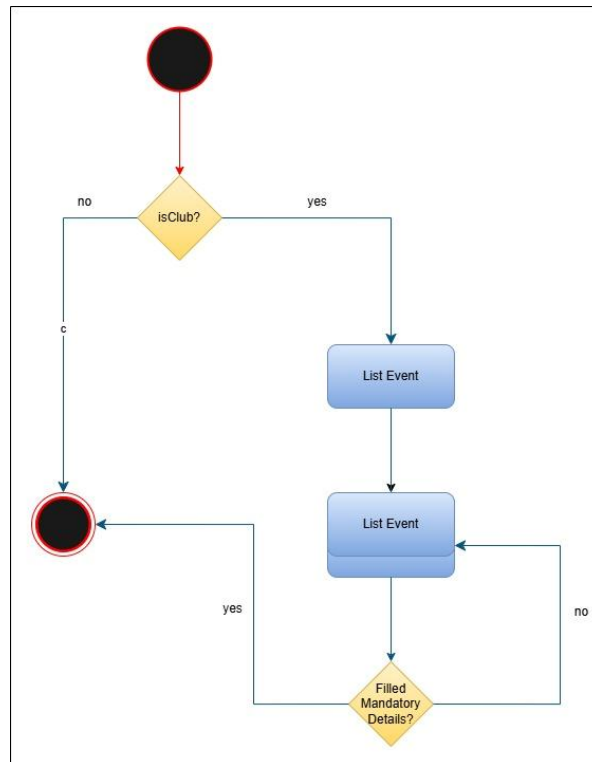 no
isClub?
yes
c
List Event
List Event
yes
no
Filled
Mandatory
Details?